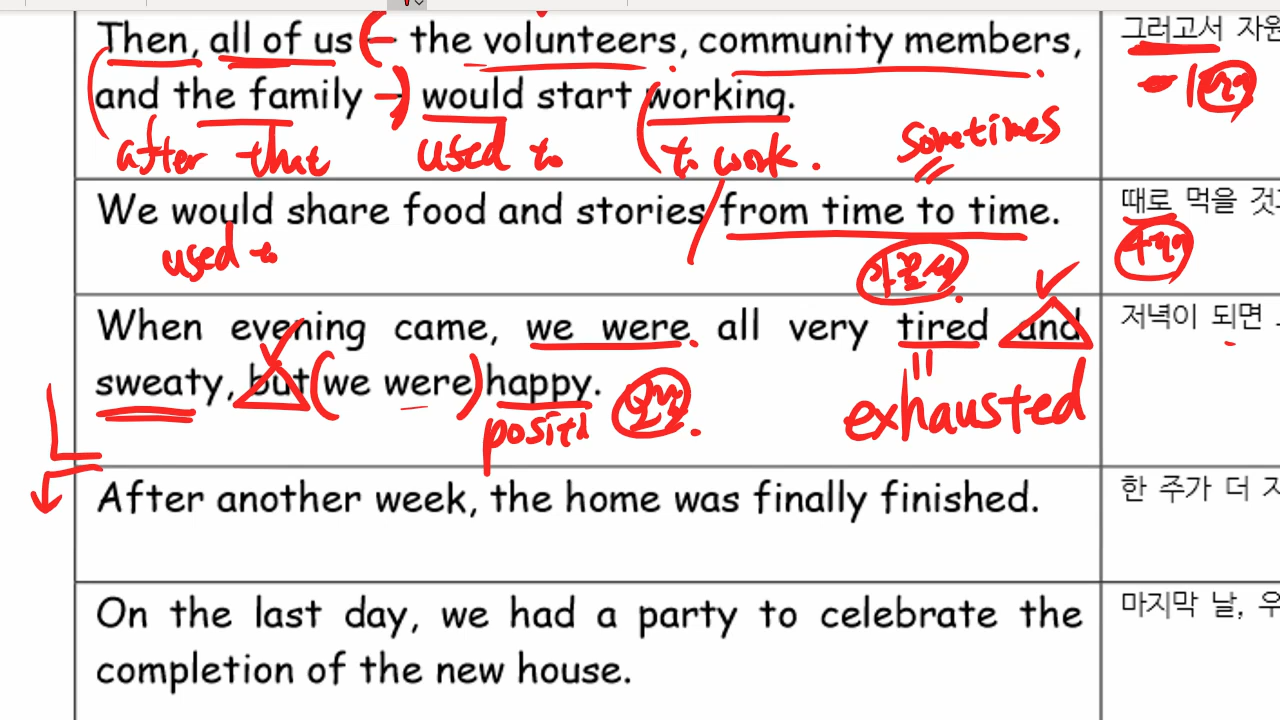 Then, all of us – the volunteers, community members,
and the family – would start working.
after that used to to work.
sometimes
We would share food and stories from time to time.
used to
When evening came, we were all very tired and
sweaty, but we were happy.
positi
exhausted
After another week, the home was finally finished.
On the last day, we had a party to celebrate the
completion of the new house.
그러고서 자원
때로 먹을 것
저녁이 되면
한 주가 더 지
마지막 날, 우